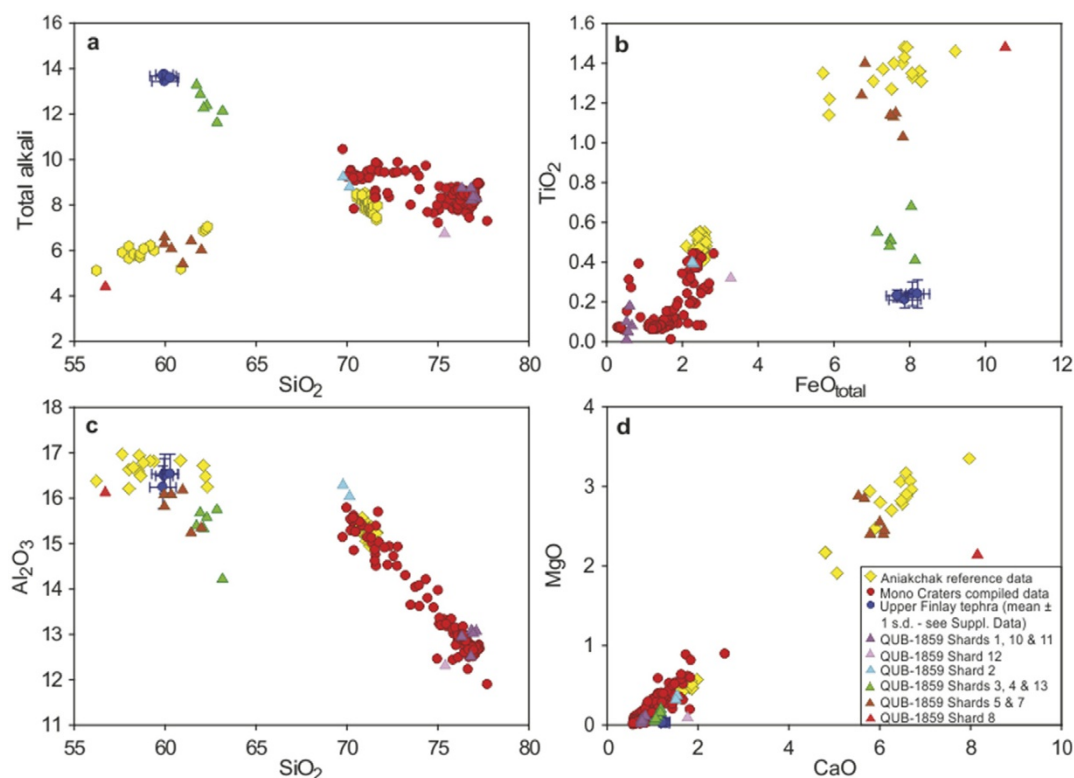 a
Total alkali
16
14
12
10
8
6
4
2
55 60 65 70 75 80
SiO2
b
TiO2
1.6
1.4
1.2
1.0
0.8
0.6
0.4
0.2
0.0
0 2 4 6 8 10 12
FeOtotal
c
Al2O3
18
17
16
15
14
13
12
11
55 60 65 70 75 80
SiO2
d
MgO
4
3
2
1
0
0 2 4 6 8 10
CaO
Aniakchak reference data
Mono Craters compiled data
Upper Finlay tephra (mean ±
1 s.d. - see Suppl. Data)
QUB-1859 Shards 1, 10 & 11
QUB-1859 Shard 12
QUB-1859 Shard 2
QUB-1859 Shards 3, 4 & 13
QUB-1859 Shards 5 & 7
QUB-1859 Shard 8